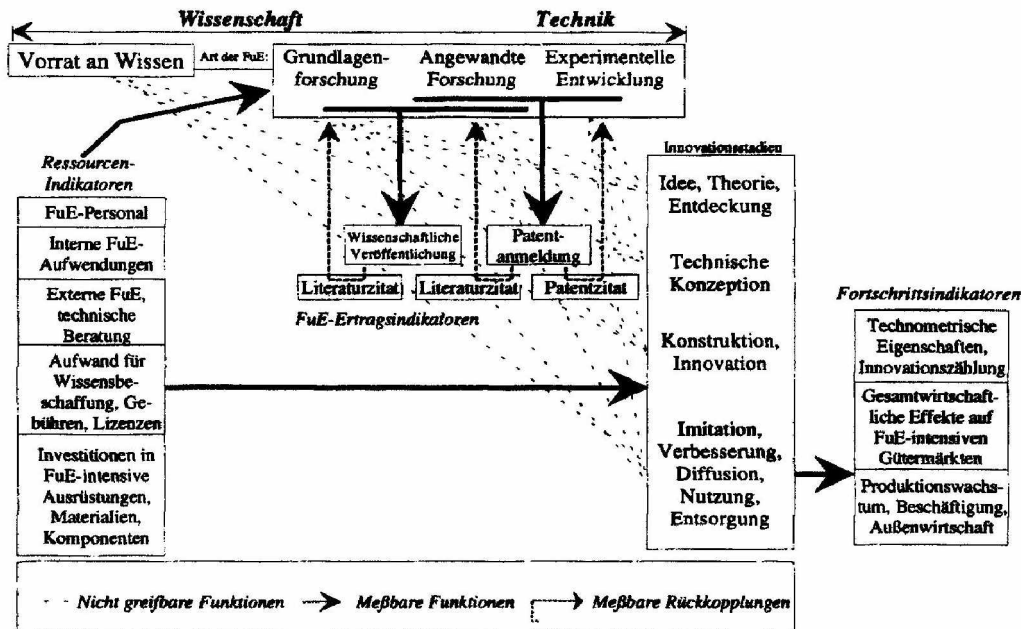 Wissenschaft
Technik
Vorrat an Wissen
Art der FuE:
Grundlagen-
forschung
Angewandte
Forschung
Experimentelle
Entwicklung
Ressourcen-
Indikatoren
FuE-Personal
Interne FuE-
Aufwendungen
Externe FuE,
technische
Beratung
Aufwand für
Wissensbe-
schaffung, Ge-
bühren, Lizenzen
Investitionen in
FuE-intensive
Ausrüstungen,
Materialien,
Komponenten
Wissenschaftliche
Veröffentlichung
Patent-
anmeldung
Literaturzitat
Literaturzitat
Patentzitat
FuE-Ertragsindikatoren
Innovationsstadien
Idee, Theorie,
Entdeckung
Technische
Konzeption
Konstruktion,
Innovation
Imitation,
Verbesserung,
Diffusion,
Nutzung,
Entsorgung
Fortschrittsindikatoren
Technometrische
Eigenschaften,
Innovationszählung
Gesamtwirtschaft-
liche Effekte auf
FuE-intensiven
Gütermärkten
Produktionswachs-
tum, Beschäftigung,
Außenwirtschaft
Nicht greifbare Funktionen
Meßbare Funktionen
Meßbare Rückkopplungen